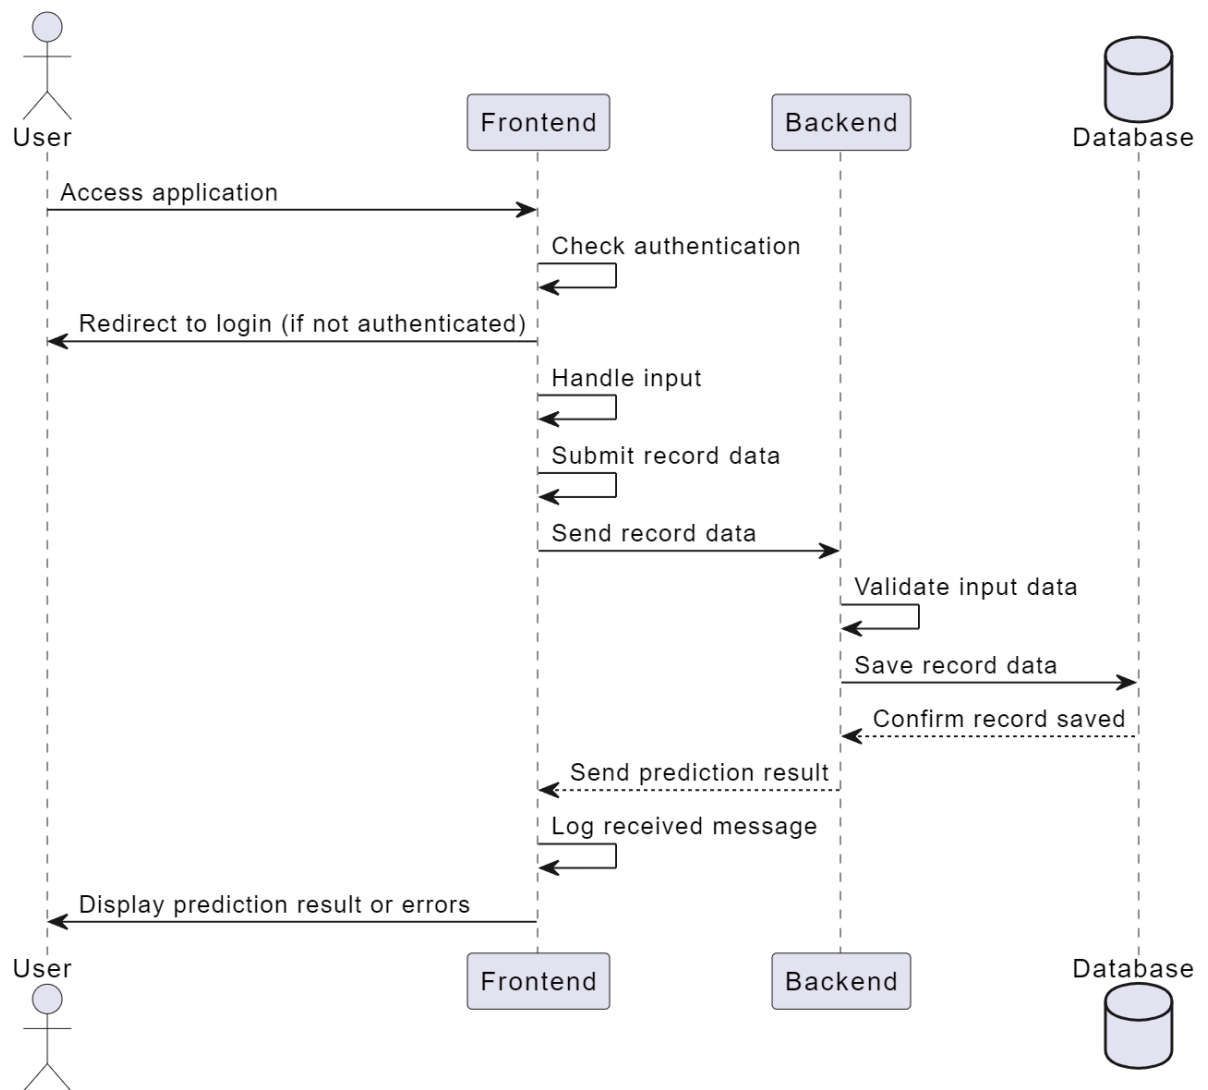 User
Frontend
Backend
Database
Access application
Check authentication
Redirect to login (if not authenticated)
Handle input
Submit record data
Send record data
Validate input data
Save record data
Confirm record saved
Send prediction result
Log received message
Display prediction result or errors
User
Frontend
Backend
Database